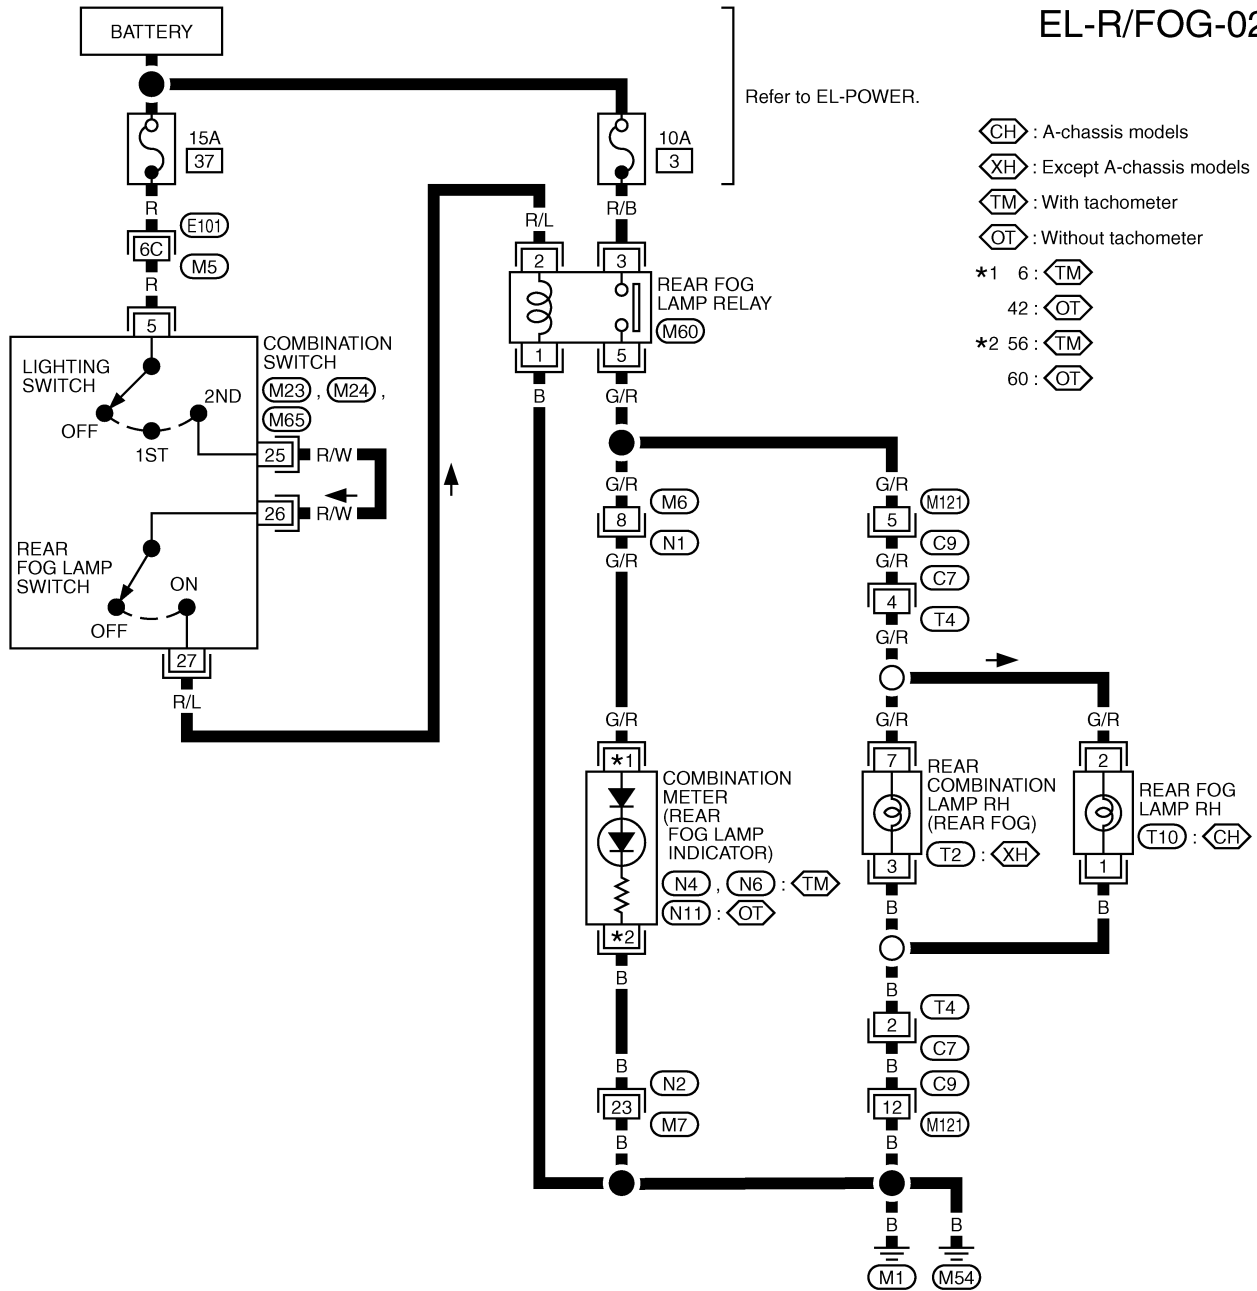 EL-R/FOG-02
BATTERY
Refer to EL-POWER.
15A
37
10A
3
CH : A-chassis models
XH : Except A-chassis models
TM : With tachometer
OT : Without tachometer
★1 6 : TM
42 : OT
★2 56 : TM
60 : OT
R
E101
6C
M5
R
5
R/L
R/B
2
3
REAR FOG
LAMP RELAY
M60
1
5
B
G/R
COMBINATION
SWITCH
M23 , M24 ,
M65
LIGHTING
SWITCH
2ND
OFF
1ST
25
R/W
26
R/W
REAR
FOG LAMP
SWITCH
ON
OFF
27
R/L
G/R
M6
8
N1
G/R
G/R
M121
5
C9
G/R
C7
4
T4
G/R
G/R
G/R
G/R
★1
COMBINATION
METER
(REAR
FOG LAMP
INDICATOR)
N4 , N6 : TM
N11 : OT
★2
B
7
REAR
COMBINATION
LAMP RH
(REAR FOG)
T2 : XH
3
B
2
REAR FOG
LAMP RH
T10 : CH
1
B
B
T4
2
C7
B
C9
12
M121
B
B
N2
23
M7
B
B
B
M1
M54